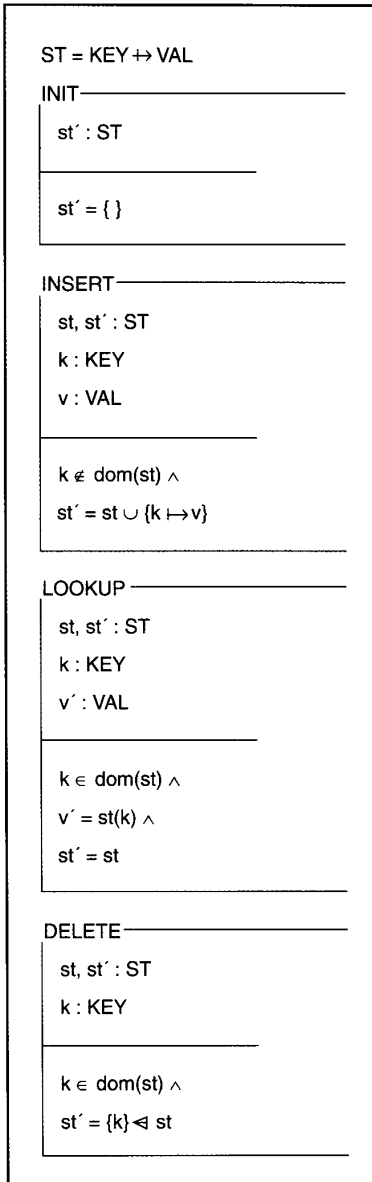 ST = KEY ⇸ VAL
INIT
st´ : ST
st´ = { }
INSERT
st, st´ : ST
k : KEY
v : VAL
k ∉ dom(st) ∧
st´ = st ∪ {k ↦ v}
LOOKUP
st, st´ : ST
k : KEY
v´ : VAL
k ∈ dom(st) ∧
v´ = st(k) ∧
st´ = st
DELETE
st, st´ : ST
k : KEY
k ∈ dom(st) ∧
st´ = {k} ⩤ st